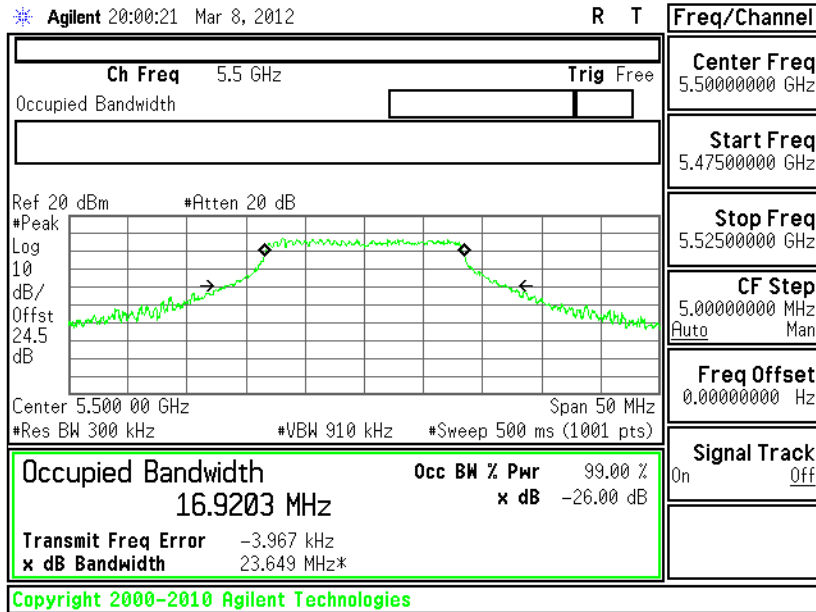 Agilent 20:00:21 Mar 8, 2012 R T
Ch Freq 5.5 GHz Trig Free
Occupied Bandwidth
Ref 20 dBm #Atten 20 dB
#Peak
Log
10
dB/
Offst
24.5
dB
Center 5.500 00 GHz Span 50 MHz
#Res BW 300 kHz #VBW 910 kHz #Sweep 500 ms (1001 pts)
Occupied Bandwidth
16.9203 MHz
Occ BW % Pwr 99.00 %
x dB -26.00 dB
Transmit Freq Error -3.967 kHz
x dB Bandwidth 23.649 MHz*
Copyright 2000-2010 Agilent Technologies
Freq/Channel
Center Freq
5.50000000 GHz
Start Freq
5.47500000 GHz
Stop Freq
5.52500000 GHz
CF Step
5.00000000 MHz
Auto Man
Freq Offset
0.00000000 Hz
Signal Track
On Off